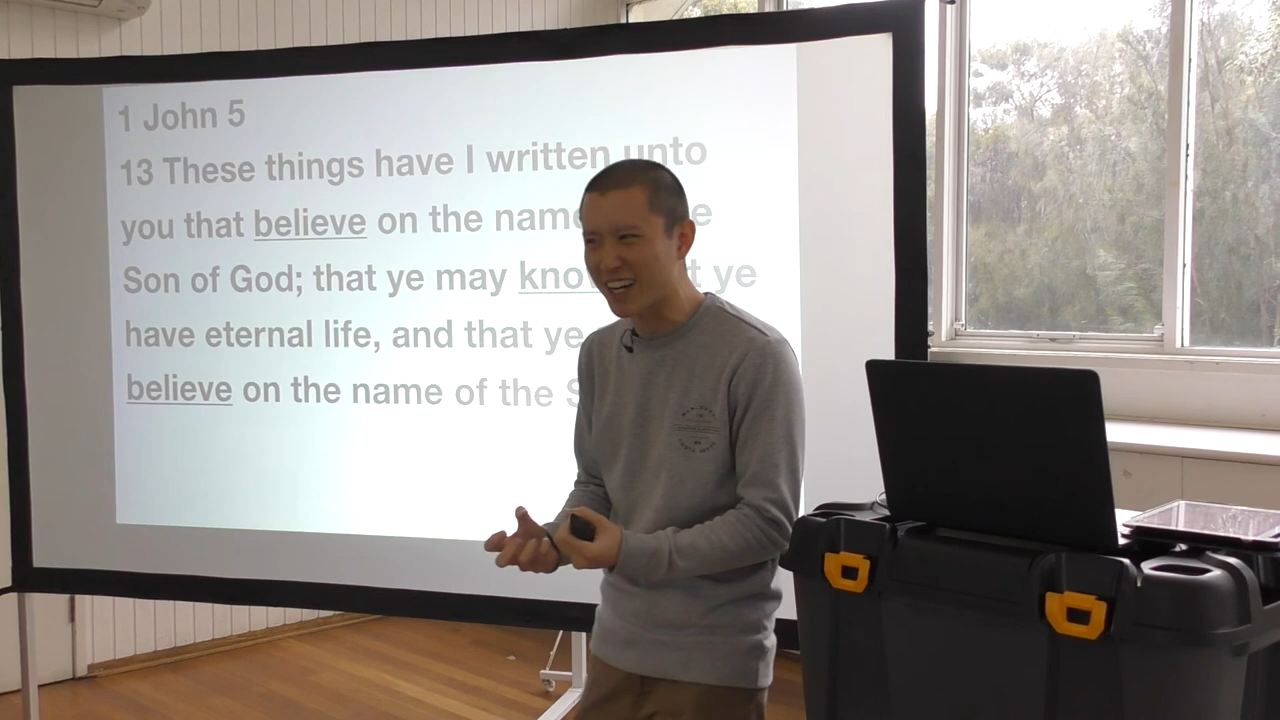 1 John 5
13 These things have I written unto
you that believe on the name
Son of God; that ye may ye
have eternal life, and that ye
believe on the name of the